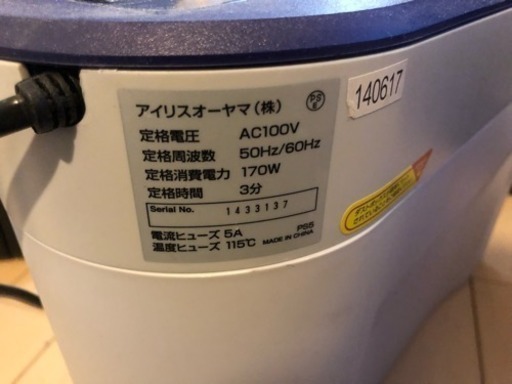 アイリスオーヤマ(株)
PS
E
140617
定格電圧 AC100V
定格周波数 50Hz/60Hz
定格消費電力 170W
定格時間 3分
Serial No. 1433137
電流ヒューズ 5A
P5S
温度ヒューズ 115℃ MADE IN CHINA